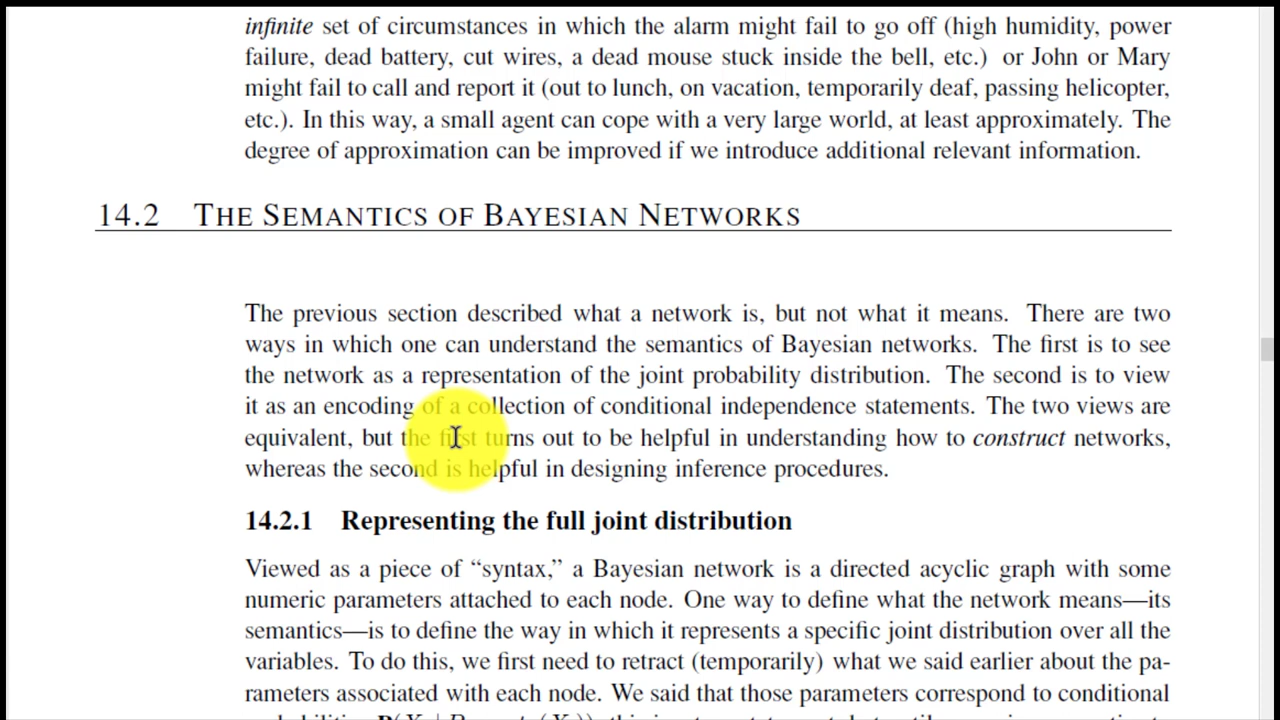 infinite set of circumstances in which the alarm might fail to go off (high humidity, power
failure, dead battery, cut wires, a dead mouse stuck inside the bell, etc.) or John or Mary
might fail to call and report it (out to lunch, on vacation, temporarily deaf, passing helicopter,
etc.). In this way, a small agent can cope with a very large world, at least approximately. The
degree of approximation can be improved if we introduce additional relevant information.
14.2 THE SEMANTICS OF BAYESIAN NETWORKS
The previous section described what a network is, but not what it means. There are two
ways in which one can understand the semantics of Bayesian networks. The first is to see
the network as a representation of the joint probability distribution. The second is to view
it as an encoding of a collection of conditional independence statements. The two views are
equivalent, but the first turns out to be helpful in understanding how to construct networks,
whereas the second is helpful in designing inference procedures.
14.2.1 Representing the full joint distribution
Viewed as a piece of “syntax,” a Bayesian network is a directed acyclic graph with some
numeric parameters attached to each node. One way to define what the network means—its
semantics—is to define the way in which it represents a specific joint distribution over all the
variables. To do this, we first need to retract (temporarily) what we said earlier about the pa-
rameters associated with each node. We said that those parameters correspond to conditional